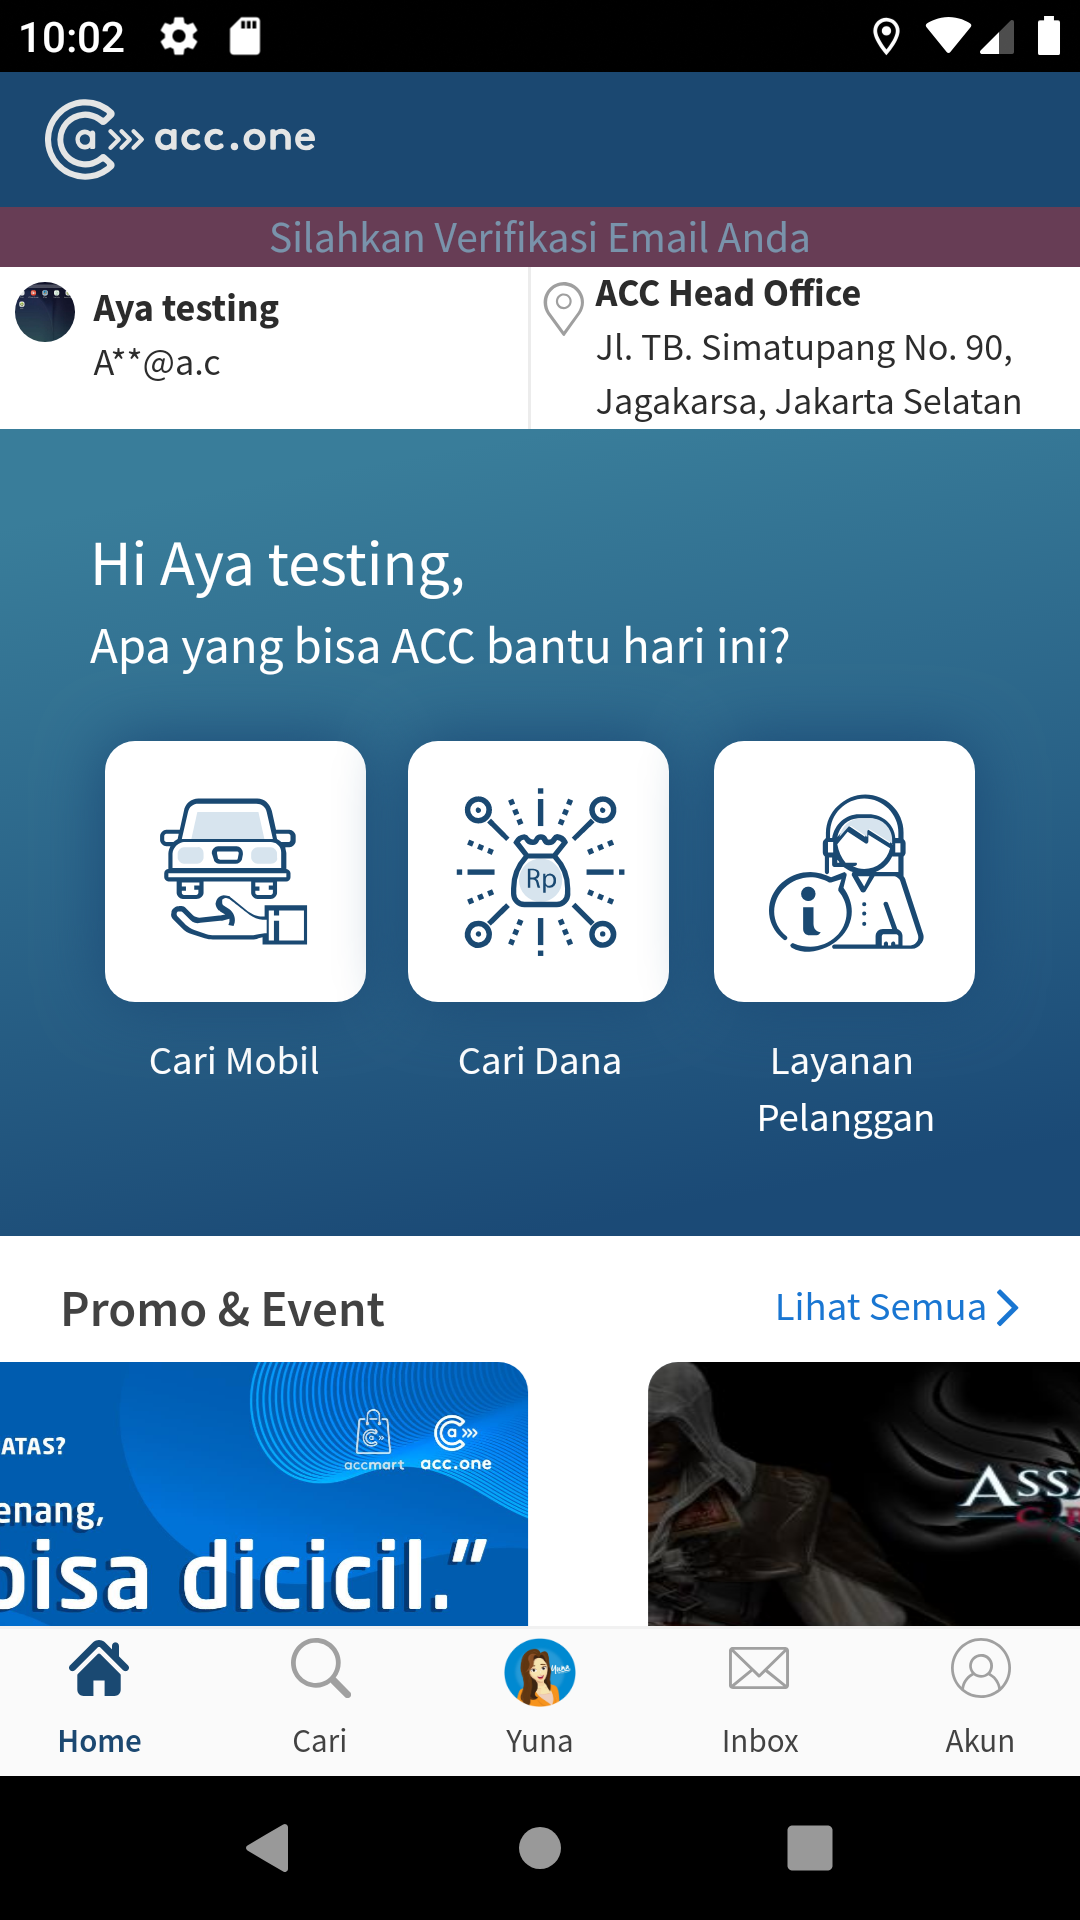 10:02
a acc.one
Silahkan Verifikasi Email Anda
Aya testing
A**@a.c
ACC Head Office
Jl. TB. Simatupang No. 90,
Jagakarsa, Jakarta Selatan
Hi Aya testing,
Apa yang bisa ACC bantu hari ini?
Rp
i
Cari Mobil
Cari Dana
Layanan
Pelanggan
Promo & Event
Lihat Semua
ATAS?
accmart
acc.one
enang,
bisa dicicil.”
ASSA
Yuna
Home
Cari
Yuna
Inbox
Akun